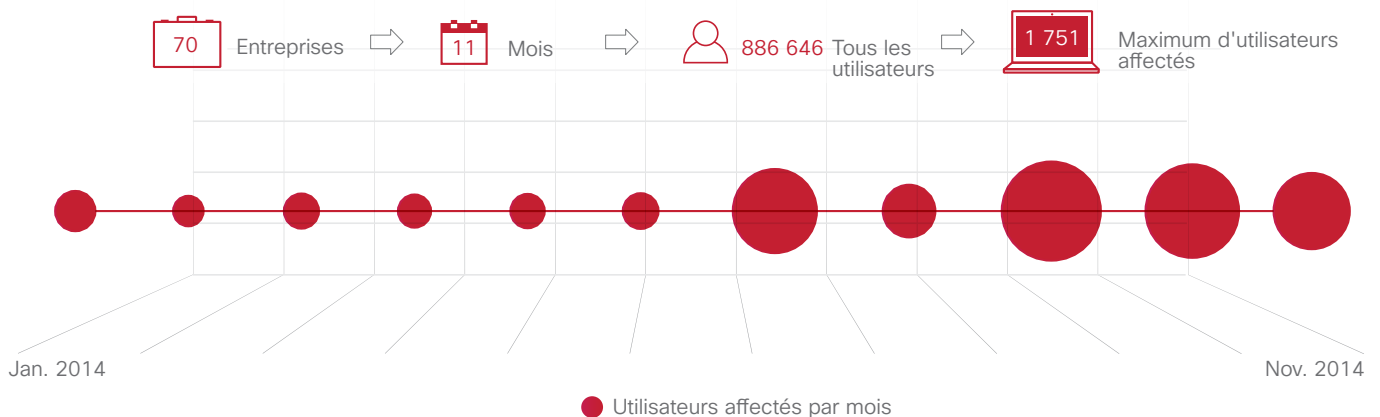 70 Entreprises
11 Mois
886 646 Tous les
utilisateurs
1 751 Maximum d'utilisateurs
affectés
Jan. 2014
Nov. 2014
Utilisateurs affectés par mois